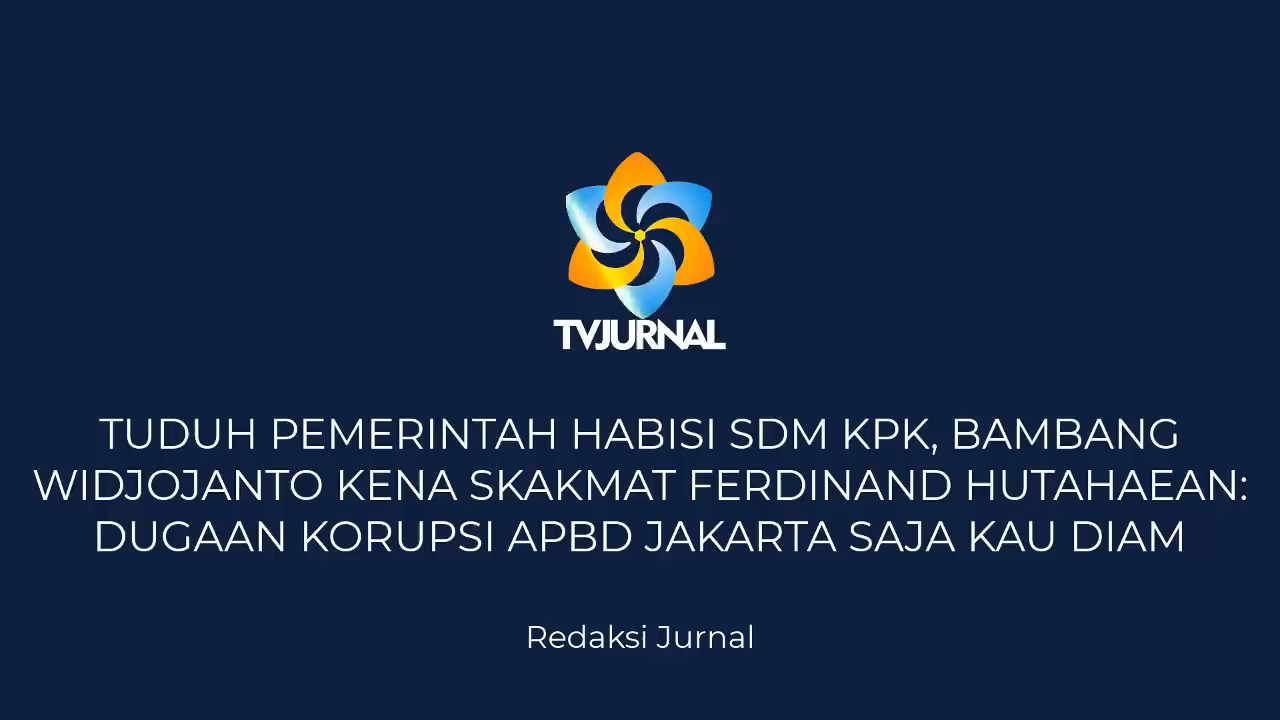 TVJURNAL
TUDUH PEMERINTAH HABISI SDM KPK, BAMBANG
WIDJOJANTO KENA SKAKMAT FERDINAND HUTAHAEAN:
DUGAAN KORUPSI APBD JAKARTA SAJA KAU DIAM
Redaksi Jurnal